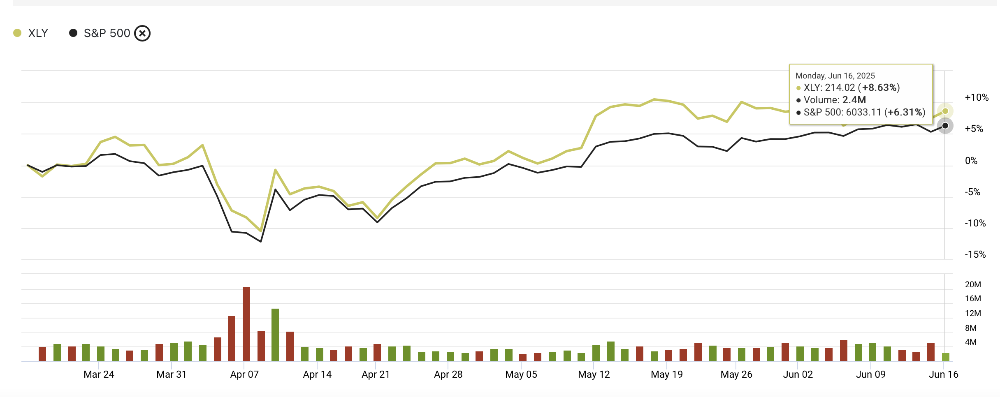 XLY S&P 500
Monday, Jun 16, 2025
XLY: 214.02 (+8.63%)
Volume: 2.4M
S&P 500: 6033.11 (+6.31%)
+10%
+5%
0%
-5%
-10%
-15%
20M
16M
12M
8M
4M
Mar 24 Mar 31 Apr 07 Apr 14 Apr 21 Apr 28 May 05 May 12 May 19 May 26 Jun 02 Jun 09 Jun 16